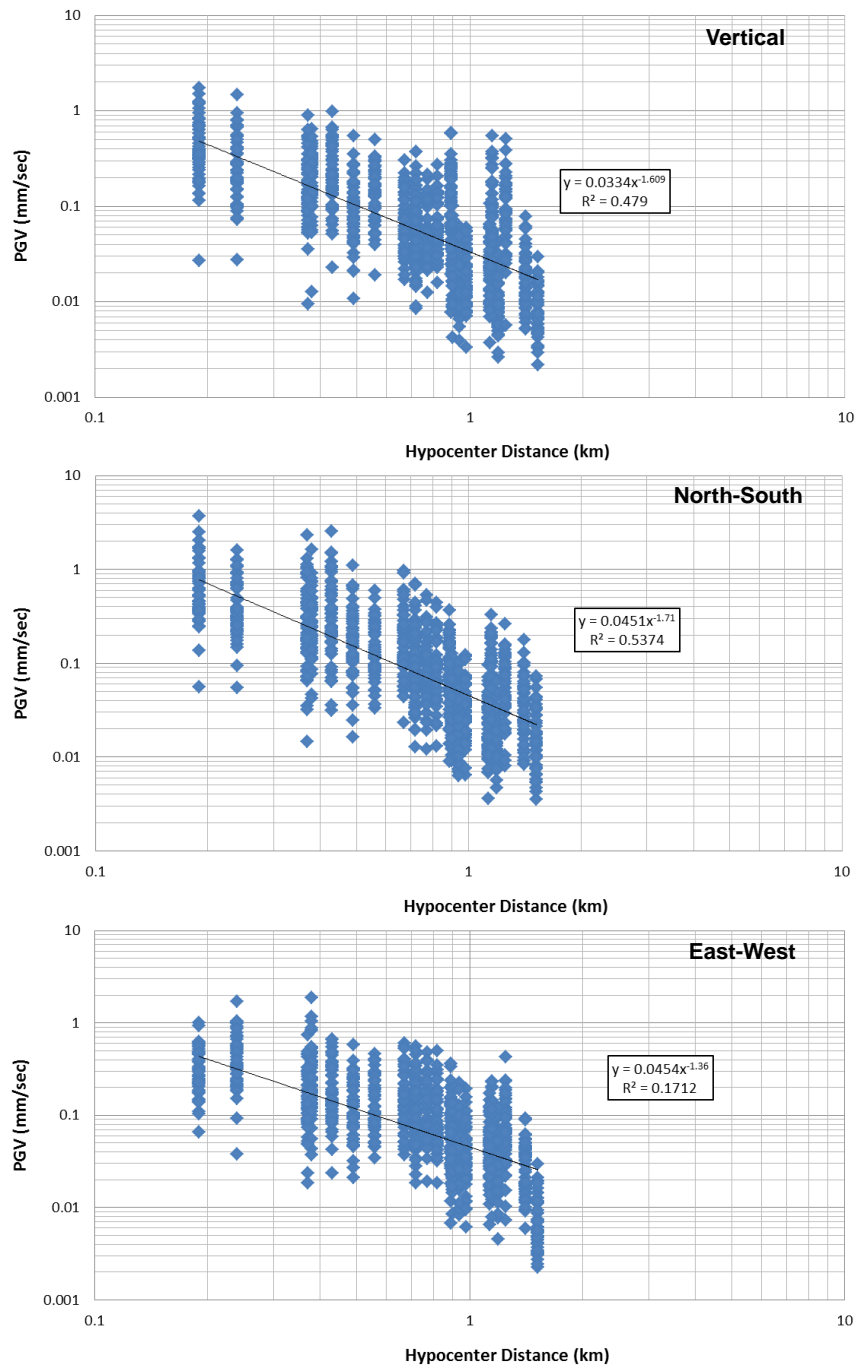 Vertical
10
1
0.1
0.01
0.001
PGV (mm/sec)
y = 0.0334x^-1.609
R² = 0.479
0.1 1 10
Hypocenter Distance (km)
North-South
10
1
0.1
0.01
0.001
PGV (mm/sec)
y = 0.0451x^-1.71
R² = 0.5374
0.1 1 10
Hypocenter Distance (km)
East-West
10
1
0.1
0.01
0.001
PGV (mm/sec)
y = 0.0454x^-1.36
R² = 0.1712
0.1 1 10
Hypocenter Distance (km)